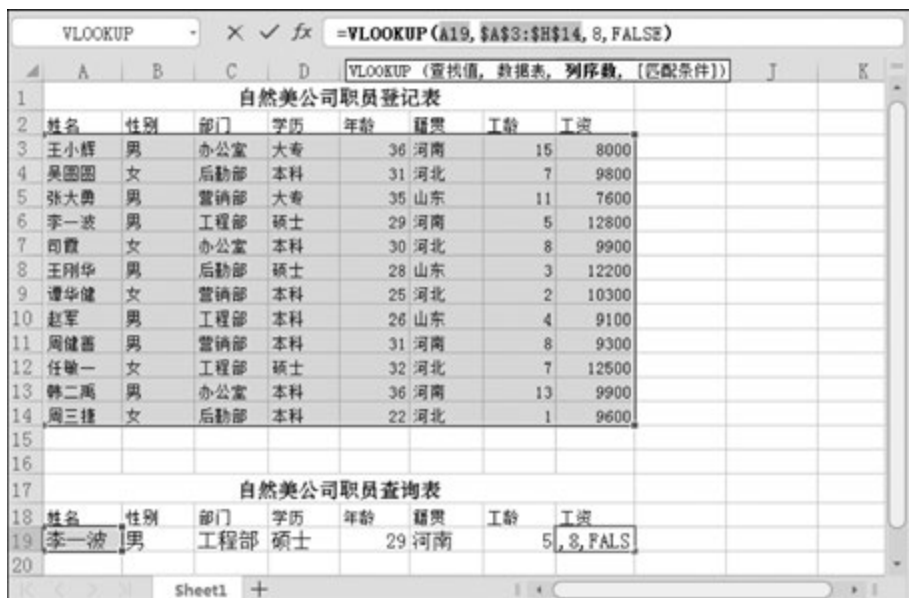 VLOOKUP =VLOOKUP(A19,$A$3:$H$14,8,FALSE)
VLOOKUP (查找值, 数据表, 列序数, [匹配条件])
A B C D J K
1 自然美公司职员登记表
2 姓名 性别 部门 学历 年龄 籍贯 工龄 工资
3 王小辉 男 办公室 大专 36 河南 15 8000
4 吴圆圆 女 后勤部 本科 31 河北 7 9800
5 张大勇 男 营销部 大专 35 山东 11 7600
6 李一波 男 工程部 硕士 29 河南 5 12800
7 司霞 女 办公室 本科 30 河北 8 9900
8 王刚华 男 后勤部 硕士 28 山东 3 12200
9 谭华健 女 营销部 本科 25 河北 2 10300
10 赵军 男 工程部 本科 26 山东 4 9100
11 周健善 男 营销部 本科 31 河南 8 9300
12 任敏一 女 工程部 硕士 32 河北 7 12500
13 韩二禹 男 办公室 本科 36 河南 13 9900
14 周三捷 女 后勤部 本科 22 河北 1 9600
15
16
17 自然美公司职员查询表
18 姓名 性别 部门 学历 年龄 籍贯 工龄 工资
19 李一波 男 工程部 硕士 29 河南 5 ,8,FALS
20
Sheet1